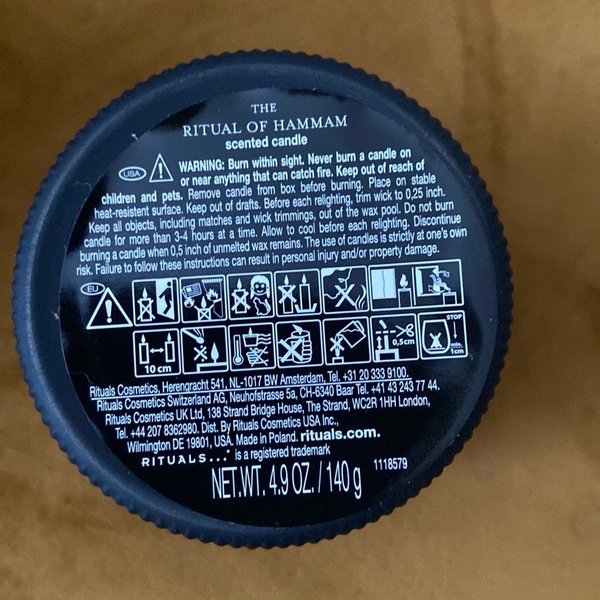 THE
RITUAL OF HAMMAM
scented candle
USA WARNING: Burn within sight. Never burn a candle on
or near anything that can catch fire. Keep out of reach of
children and pets. Remove candle from box before burning. Place on stable
heat-resistent surface. Keep out of drafts. Before each relighting, trim wick to 0,25 inch.
Keep all objects, including matches and wick trimmings, out of the wax pool. Do not burn
candle for more than 3-4 hours at a time. Allow to cool before each relighting. Discontinue
burning a candle when 0,5 inch of unmelted wax remains. The use of candles is strictly at one's own
risk. Failure to follow these instructions can result in personal injury and/or property damage.
EU
10 cm
0,5cm
STOP
min.
1cm
Rituals Cosmetics, Herengracht 541, NL-1017 BW Amsterdam, Tel. +31 20 333 9100.
Rituals Cosmetics Switzerland AG, Neuhofstrasse 5a, CH-6340 Baar Tel. +41 43 243 77 44.
Rituals Cosmetics UK Ltd, 138 Strand Bridge House, The Strand, WC2R 1HH London,
Tel. +44 207 8362980. Dist. By Rituals Cosmetics USA Inc.,
Wilmington DE 19801, USA. Made in Poland. rituals.com.
RITUALS...* is a registered trademark
NET.WT. 4.9 OZ. / 140 g
1118579